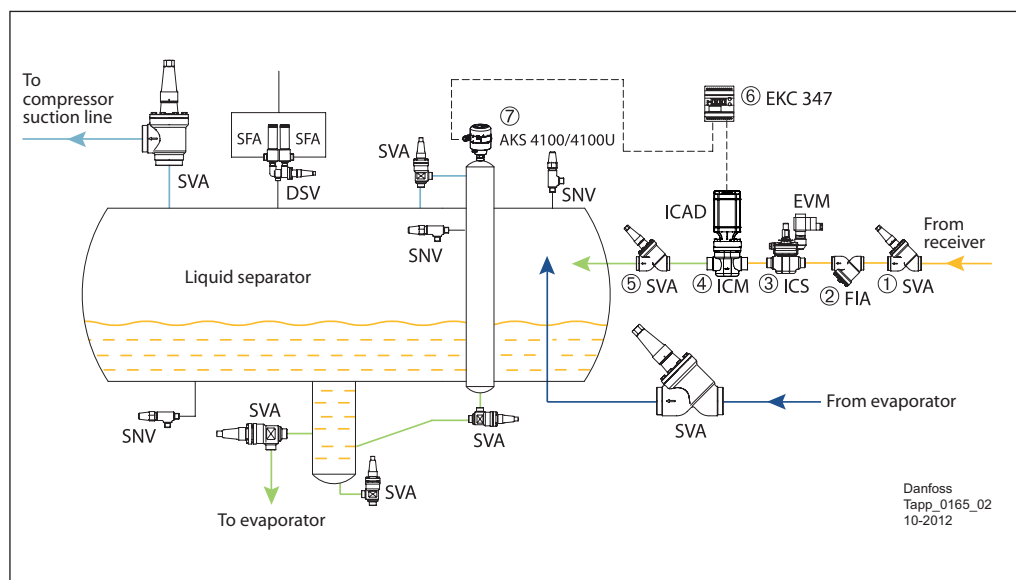 To
compressor
suction line
SVA
SFA
SFA
DSV
SVA
⑦
AKS 4100/4100U
SNV
SNV
⑥ EKC 347
ICAD
EVM
From
receiver
⑤ SVA
④ ICM
③ ICS
② FIA
① SVA
Liquid separator
SNV
SVA
SVA
SVA
To evaporator
From evaporator
SVA
Danfoss
Tapp_0165_02
10-2012